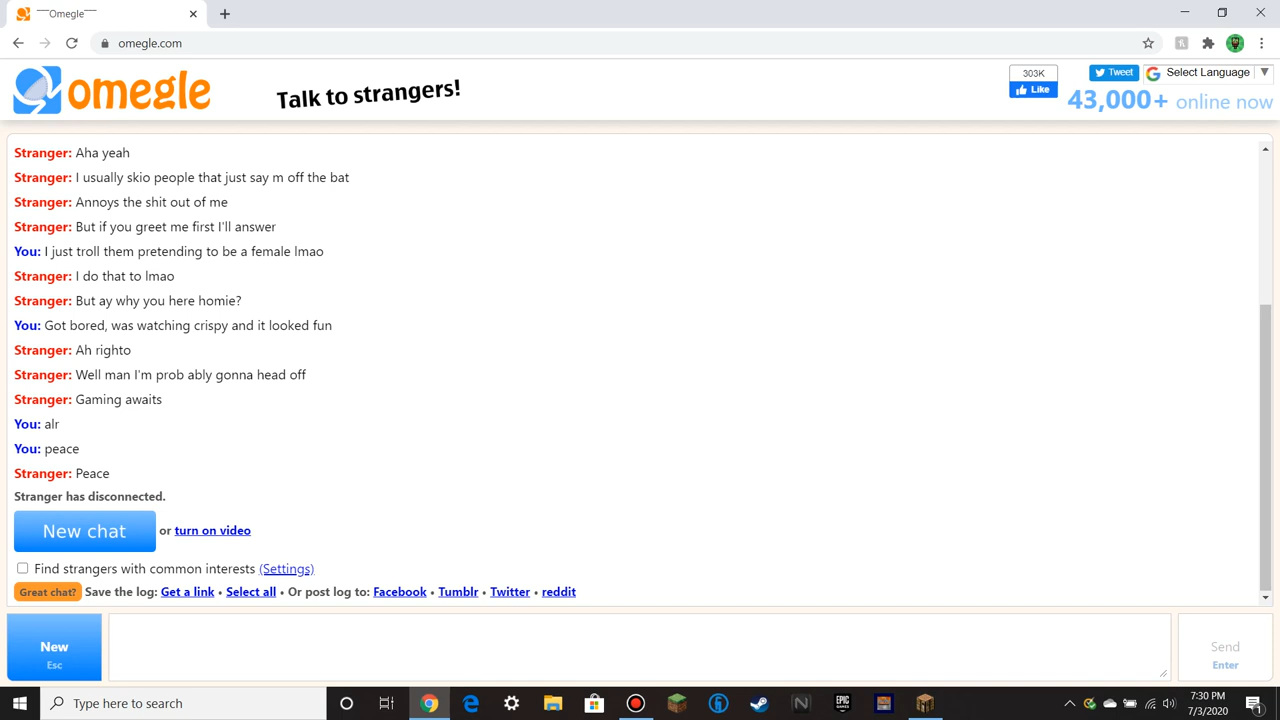 Omegle
omegle.com
omegle
Talk to strangers!
303K
Like
Tweet
Select Language
43,000+ online now
Stranger: Aha yeah
Stranger: I usually skio people that just say m off the bat
Stranger: Annoys the shit out of me
Stranger: But if you greet me first I'll answer
You: I just troll them pretending to be a female lmao
Stranger: I do that to lmao
Stranger: But ay why you here homie?
You: Got bored, was watching crispy and it looked fun
Stranger: Ah righto
Stranger: Well man I'm prob ably gonna head off
Stranger: Gaming awaits
You: alr
You: peace
Stranger: Peace
Stranger has disconnected.
New chat or turn on video
Find strangers with common interests (Settings)
Great chat? Save the log: Get a link • Select all • Or post log to: Facebook • Tumblr • Twitter • reddit
New
Esc
Send
Enter
Type here to search
EPIC GAMES
7:30 PM
7/3/2020
1